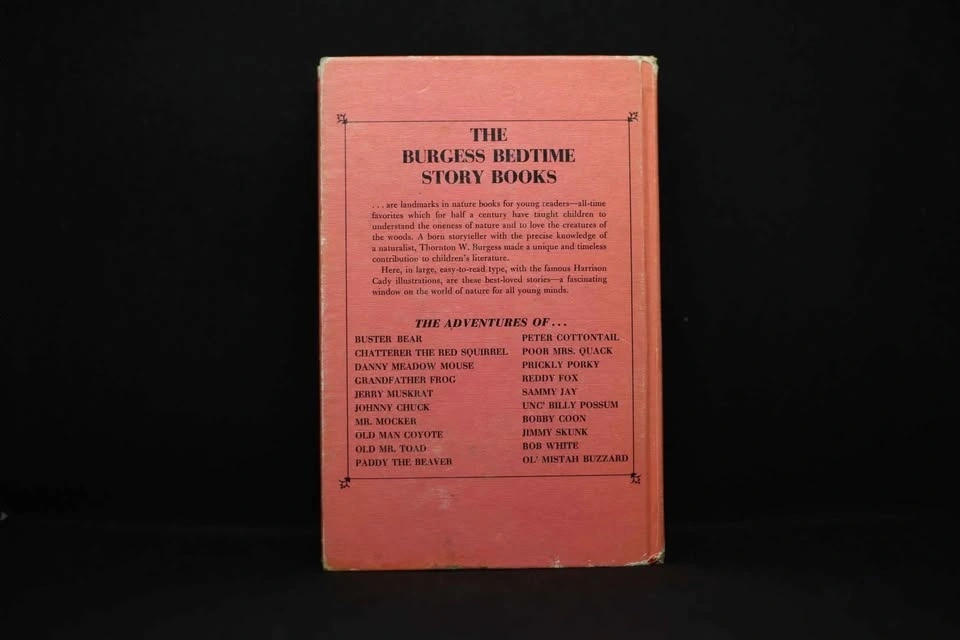 THE
BURGESS BEDTIME
STORY BOOKS
. . . are landmarks in nature books for young readers—all-time
favorites which for half a century have taught children to
understand the oneness of nature and to love the creatures of
the woods. A born storyteller with the precise knowledge of
a naturalist, Thornton W. Burgess made a unique and timeless
contribution to children's literature.
Here, in large, easy-to-read type, with the famous Harrison
Cady illustrations, are these best-loved stories—a fascinating
window on the world of nature for all young minds.
THE ADVENTURES OF . . .
BUSTER BEAR
CHATTERER THE RED SQUIRREL
DANNY MEADOW MOUSE
GRANDFATHER FROG
JERRY MUSKRAT
JOHNNY CHUCK
MR. MOCKER
OLD MAN COYOTE
OLD MR. TOAD
PADDY THE BEAVER
PETER COTTONTAIL
POOR MRS. QUACK
PRICKLY PORKY
REDDY FOX
SAMMY JAY
UNC' BILLY POSSUM
BOBBY COON
JIMMY SKUNK
BOB WHITE
OL' MISTAH BUZZARD